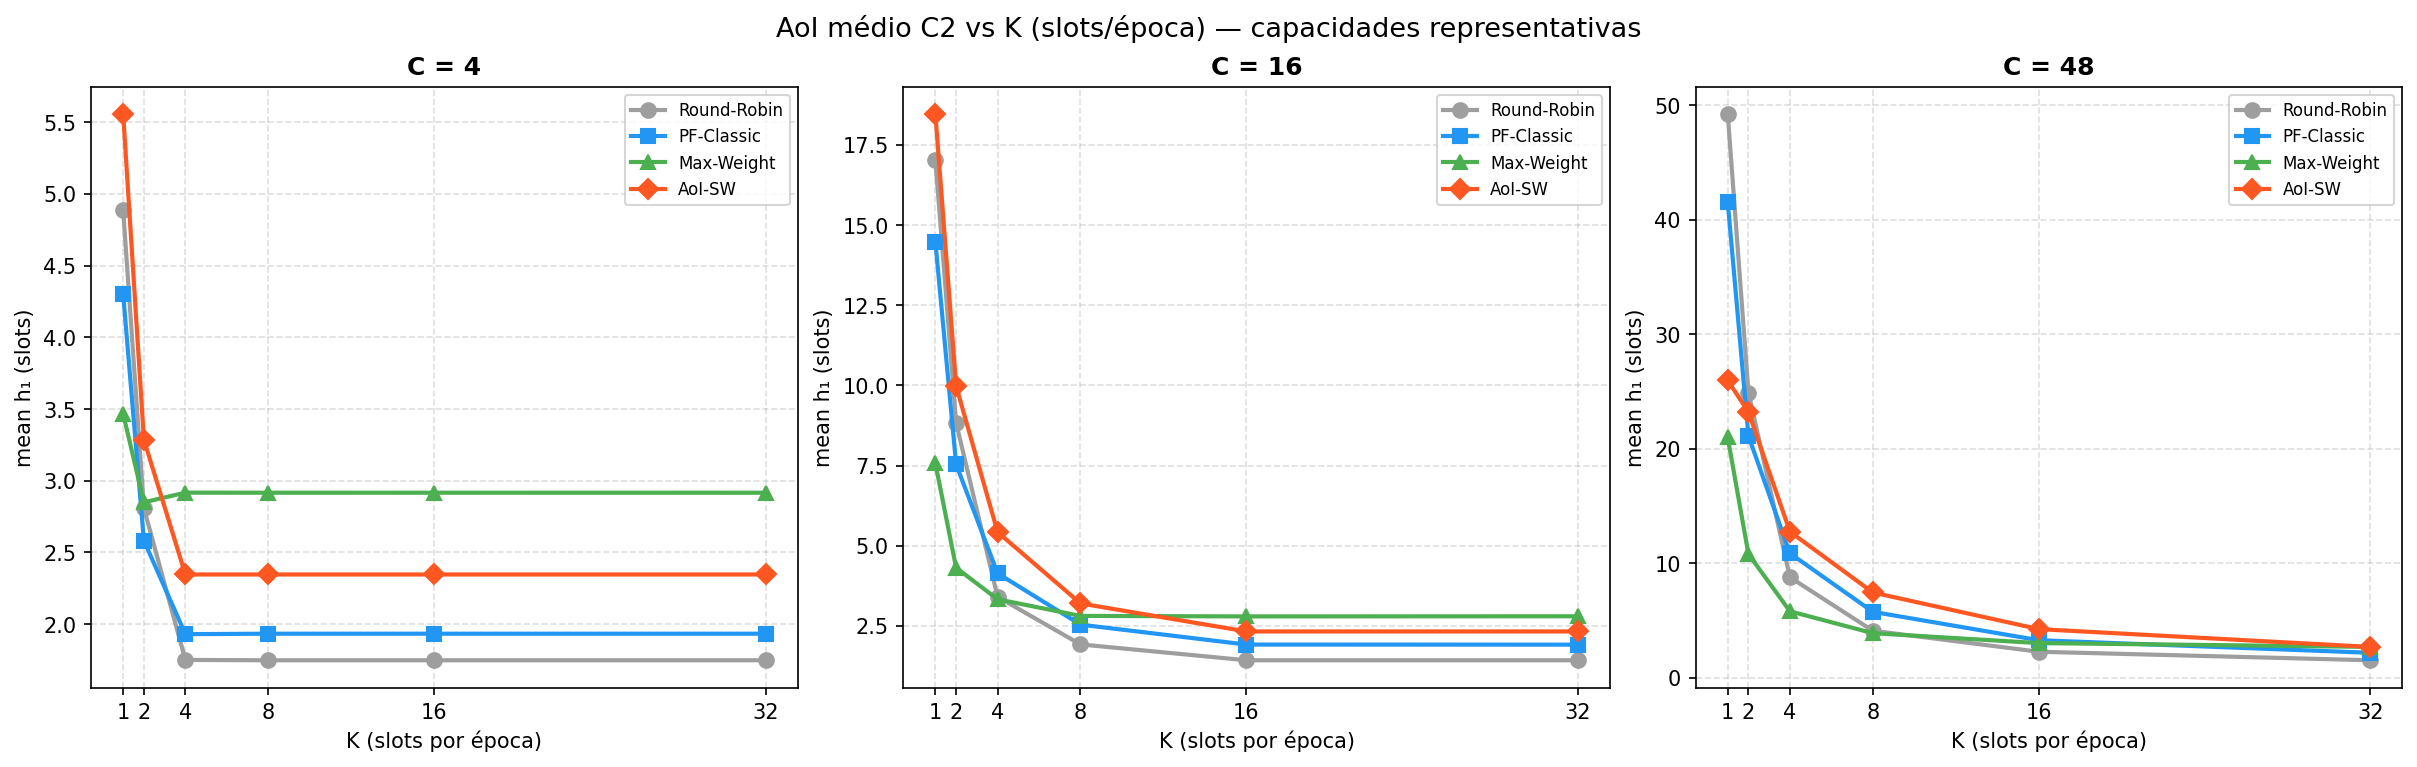 AoI médio C2 vs K (slots/época) — capacidades representativas
C = 4
mean h₁ (slots)
5.5
5.0
4.5
4.0
3.5
3.0
2.5
2.0
Round-Robin
PF-Classic
Max-Weight
AoI-SW
1 2 4 8 16 32
K (slots por época)
C = 16
mean h₁ (slots)
17.5
15.0
12.5
10.0
7.5
5.0
2.5
Round-Robin
PF-Classic
Max-Weight
AoI-SW
1 2 4 8 16 32
K (slots por época)
C = 48
mean h₁ (slots)
50
40
30
20
10
0
Round-Robin
PF-Classic
Max-Weight
AoI-SW
1 2 4 8 16 32
K (slots por época)